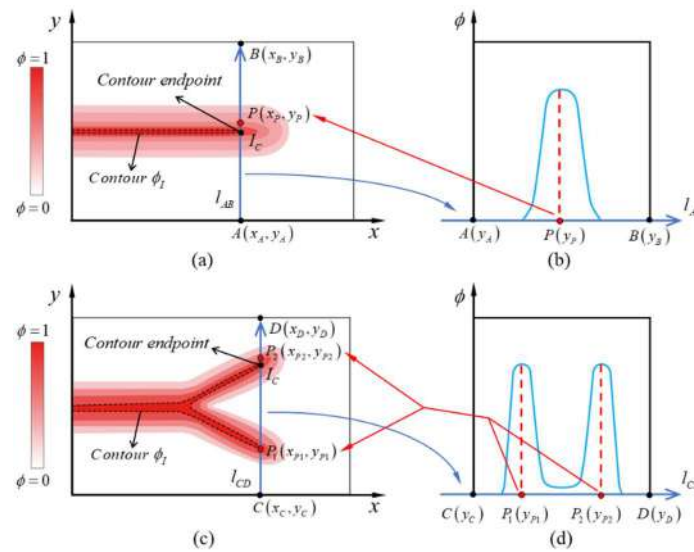 y
ϕ
B(x_B, y_B)
ϕ=1
Contour endpoint
P(x_P, y_P)
I_C
Contour ϕ_I
l_AB
ϕ=0
A(x_A, y_A)
x
A(y_A)
P(y_P)
B(y_B)
(a)
(b)
y
ϕ
D(x_D, y_D)
ϕ=1
Contour endpoint
P_2(x_P2, y_P2)
I_C
Contour ϕ_I
P_1(x_P1, y_P1)
l_CD
ϕ=0
C(x_C, y_C)
x
C(y_C)
P_1(y_P1)
P_2(y_P2)
D(y_D)
(c)
(d)